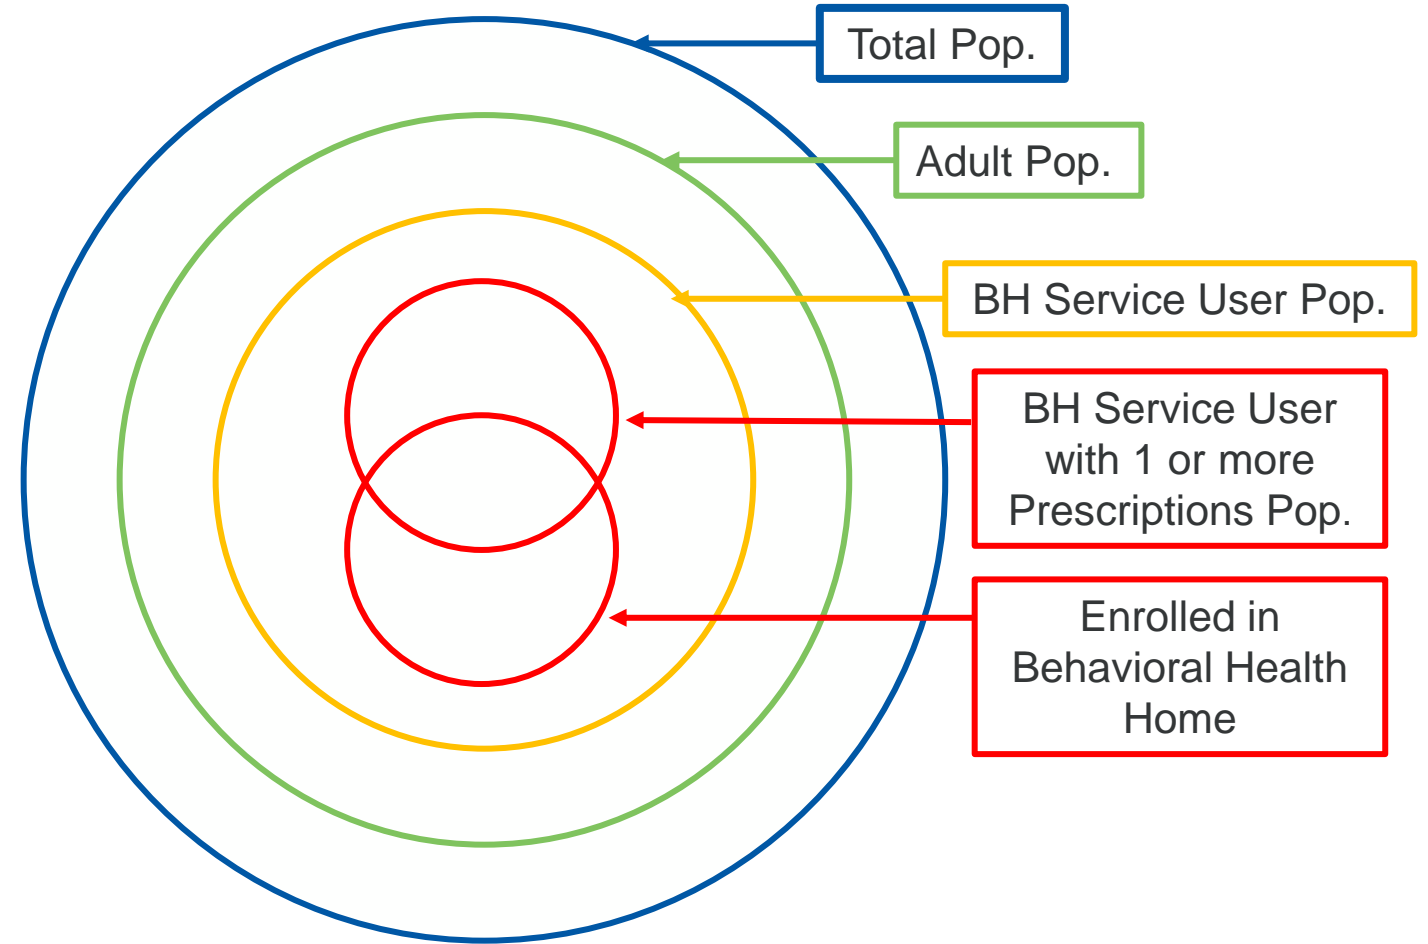 Total Pop.
Adult Pop.
BH Service User Pop.
BH Service User
with 1 or more
Prescriptions Pop.
Enrolled in
Behavioral Health
Home